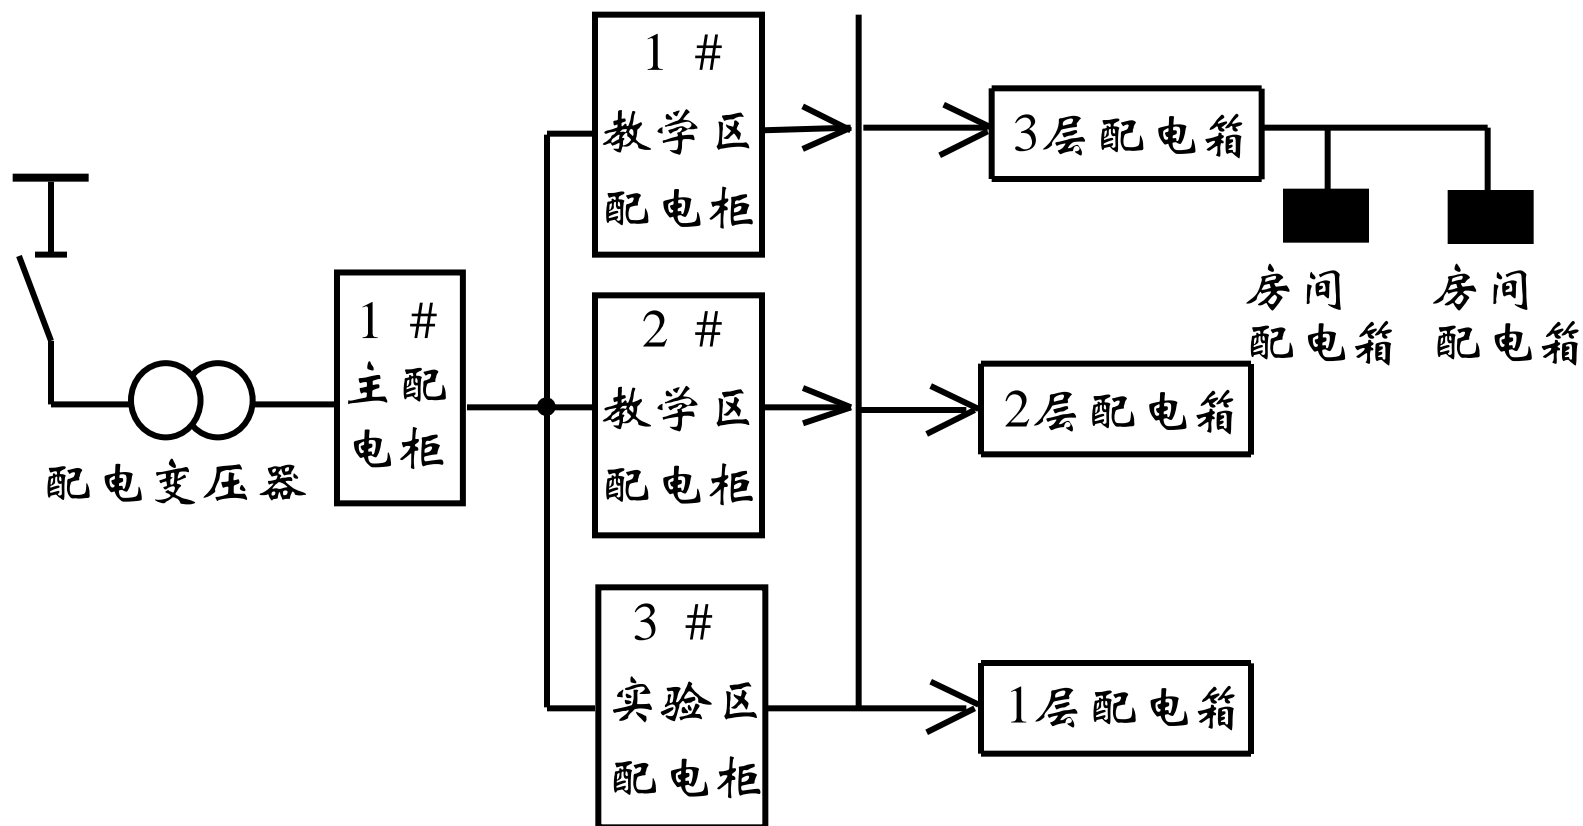 1 #
教学区
配电柜
3层配电箱
房间
配电箱
房间
配电箱
1 #
主配
电柜
配电变压器
2 #
教学区
配电柜
2层配电箱
3 #
实验区
配电柜
1层配电箱